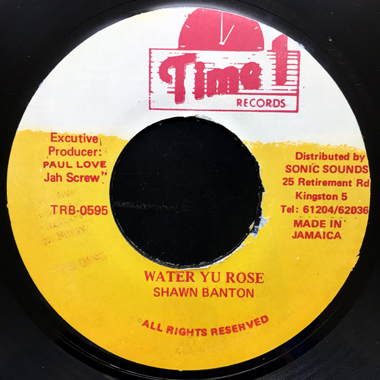 Time 1
RECORDS
Excutive
Producer:
PAUL LOVE
Jah Screw"
TRB-0595
Distributed by
SONIC SOUNDS
25 Retirement Rd
Kingston 5
Tel: 61204/62036
MADE IN
JAMAICA
WATER YU ROSE
SHAWN BANTON
ALL RIGHTS RESERVED